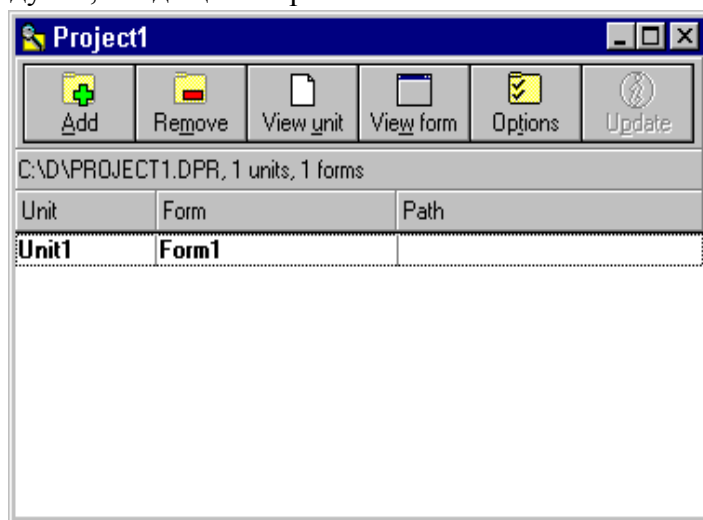 Project1
Add Remove View unit View form Options Update
C:\D\PROJECT1.DPR, 1 units, 1 forms
Unit Form Path
Unit1 Form1